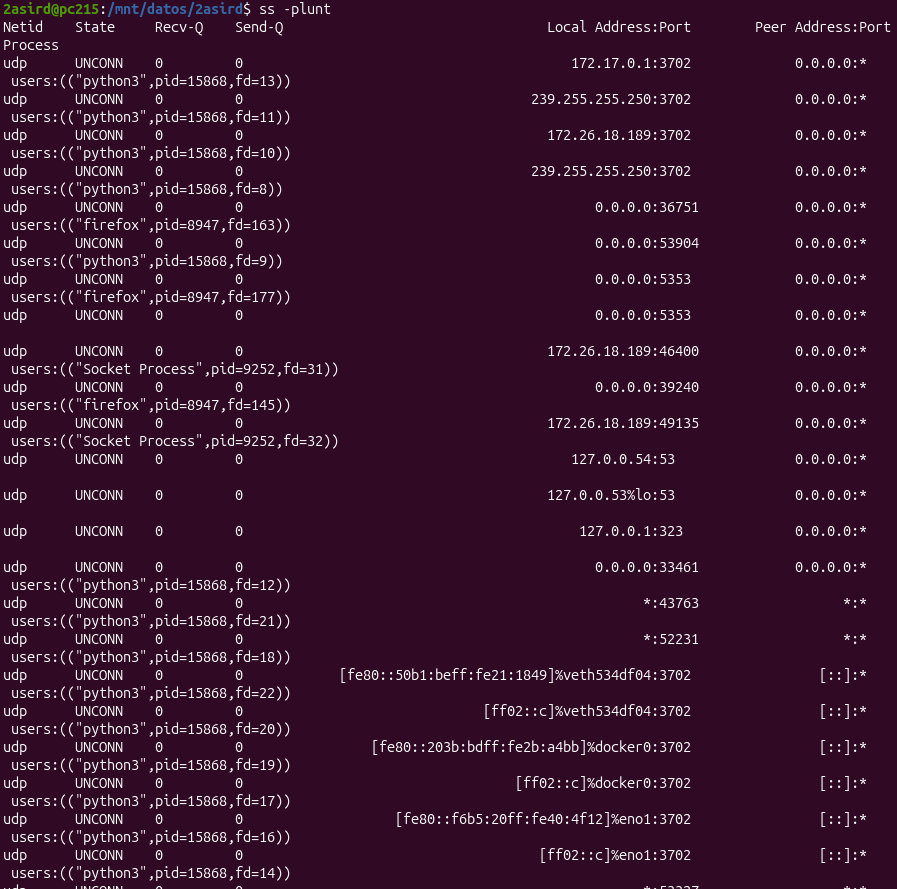 2asird@pc215:/mnt/datos/2asird$ ss -plunt
Netid State Recv-Q Send-Q Local Address:Port Peer Address:Port
Process
udp UNCONN 0 0 172.17.0.1:3702 0.0.0.0:*
users:(("python3",pid=15868,fd=13))
udp UNCONN 0 0 239.255.255.250:3702 0.0.0.0:*
users:(("python3",pid=15868,fd=11))
udp UNCONN 0 0 172.26.18.189:3702 0.0.0.0:*
users:(("python3",pid=15868,fd=10))
udp UNCONN 0 0 239.255.255.250:3702 0.0.0.0:*
users:(("python3",pid=15868,fd=8))
udp UNCONN 0 0 0.0.0.0:36751 0.0.0.0:*
users:(("firefox",pid=8947,fd=163))
udp UNCONN 0 0 0.0.0.0:53904 0.0.0.0:*
users:(("python3",pid=15868,fd=9))
udp UNCONN 0 0 0.0.0.0:5353 0.0.0.0:*
users:(("firefox",pid=8947,fd=177))
udp UNCONN 0 0 0.0.0.0:5353 0.0.0.0:*
udp UNCONN 0 0 172.26.18.189:46400 0.0.0.0:*
users:(("Socket Process",pid=9252,fd=31))
udp UNCONN 0 0 0.0.0.0:39240 0.0.0.0:*
users:(("firefox",pid=8947,fd=145))
udp UNCONN 0 0 172.26.18.189:49135 0.0.0.0:*
users:(("Socket Process",pid=9252,fd=32))
udp UNCONN 0 0 127.0.0.54:53 0.0.0.0:*
udp UNCONN 0 0 127.0.0.53%lo:53 0.0.0.0:*
udp UNCONN 0 0 127.0.0.1:323 0.0.0.0:*
udp UNCONN 0 0 0.0.0.0:33461 0.0.0.0:*
users:(("python3",pid=15868,fd=12))
udp UNCONN 0 0 *:43763 *:*
users:(("python3",pid=15868,fd=21))
udp UNCONN 0 0 *:52231 *:*
users:(("python3",pid=15868,fd=18))
udp UNCONN 0 0 [fe80::50b1:beff:fe21:1849]%veth534df04:3702 [::]:*
users:(("python3",pid=15868,fd=22))
udp UNCONN 0 0 [ff02::c]%veth534df04:3702 [::]:*
users:(("python3",pid=15868,fd=20))
udp UNCONN 0 0 [fe80::203b:bdff:fe2b:a4bb]%docker0:3702 [::]:*
users:(("python3",pid=15868,fd=19))
udp UNCONN 0 0 [ff02::c]%docker0:3702 [::]:*
users:(("python3",pid=15868,fd=17))
udp UNCONN 0 0 [fe80::f6b5:20ff:fe40:4f12]%eno1:3702 [::]:*
users:(("python3",pid=15868,fd=16))
udp UNCONN 0 0 [ff02::c]%eno1:3702 [::]:*
users:(("python3",pid=15868,fd=14))
udp UNCONN 0 0